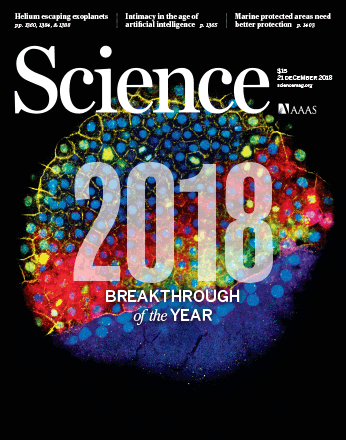 Helium escaping exoplanets
pp. 1360, 1384, & 1388
Intimacy in the age of
artificial intelligence p. 1365
Marine protected areas need
better protection p. 1403
Science
$15
21 DECEMBER 2018
sciencemag.org
AAAS
2018
BREAKTHROUGH
of the YEAR